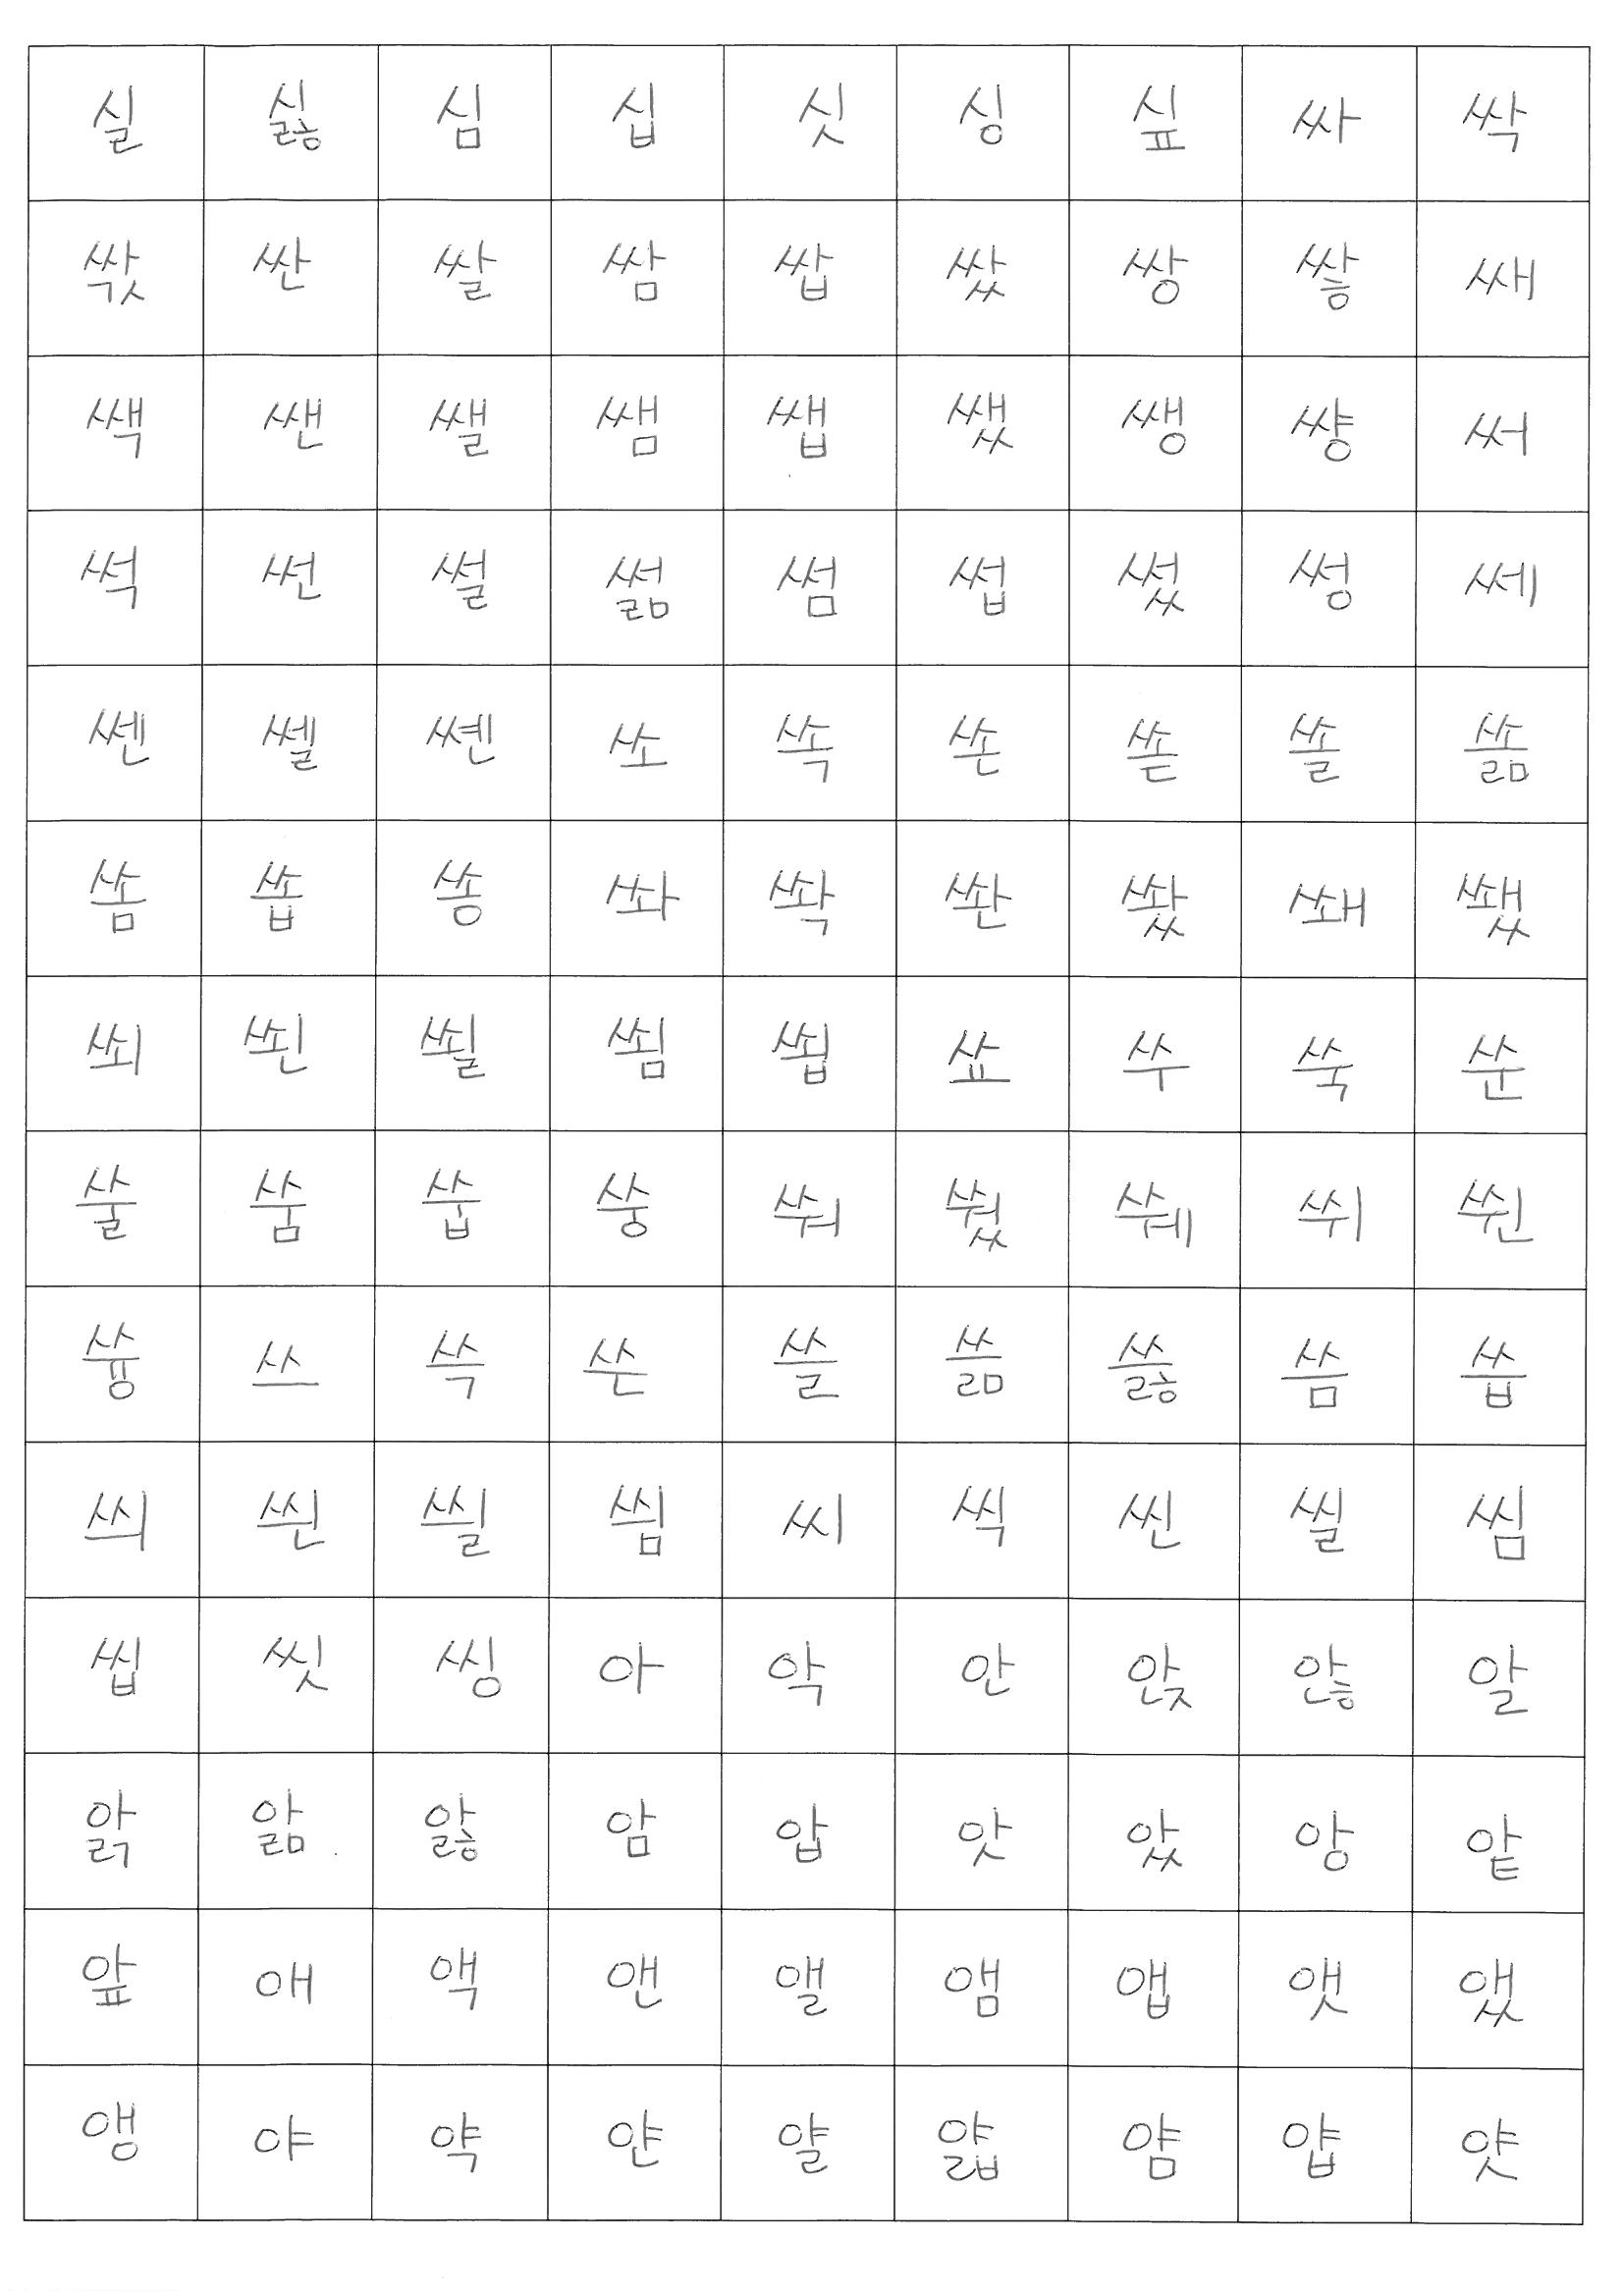 실 싫 심 십 싯 싱 싶 싸 싹
싻 싼 쌀 쌈 쌉 쌌 쌍 쌓 쌔
쌕 쌘 쌜 쌤 쌥 쌨 쌩 썅 써
썩 썬 썰 썲 썸 썹 썼 썽 쎄
쎈 쎌 쏀 쏘 쏙 쏜 쏟 쏠 쏢
쏨 쏩 쏭 쏴 쏵 쏸 쐈 쐐 쐤
쐬 쐰 쐴 쐼 쐽 쑈 쑤 쑥 쑨
쑬 쑴 쑵 쑹 쒀 쒔 쒜 쒸 쒼
쓩 쓰 쓱 쓴 쓸 쓺 쓿 씀 씁
씌 씐 씔 씜 씨 씩 씬 씰 씸
씹 씻 씽 아 악 안 앉 않 알
앍 앎 앓 암 압 앗 았 앙 앝
앞 애 액 앤 앨 앰 앱 앳 앴
앵 야 약 얀 얄 얇 얌 얍 얏